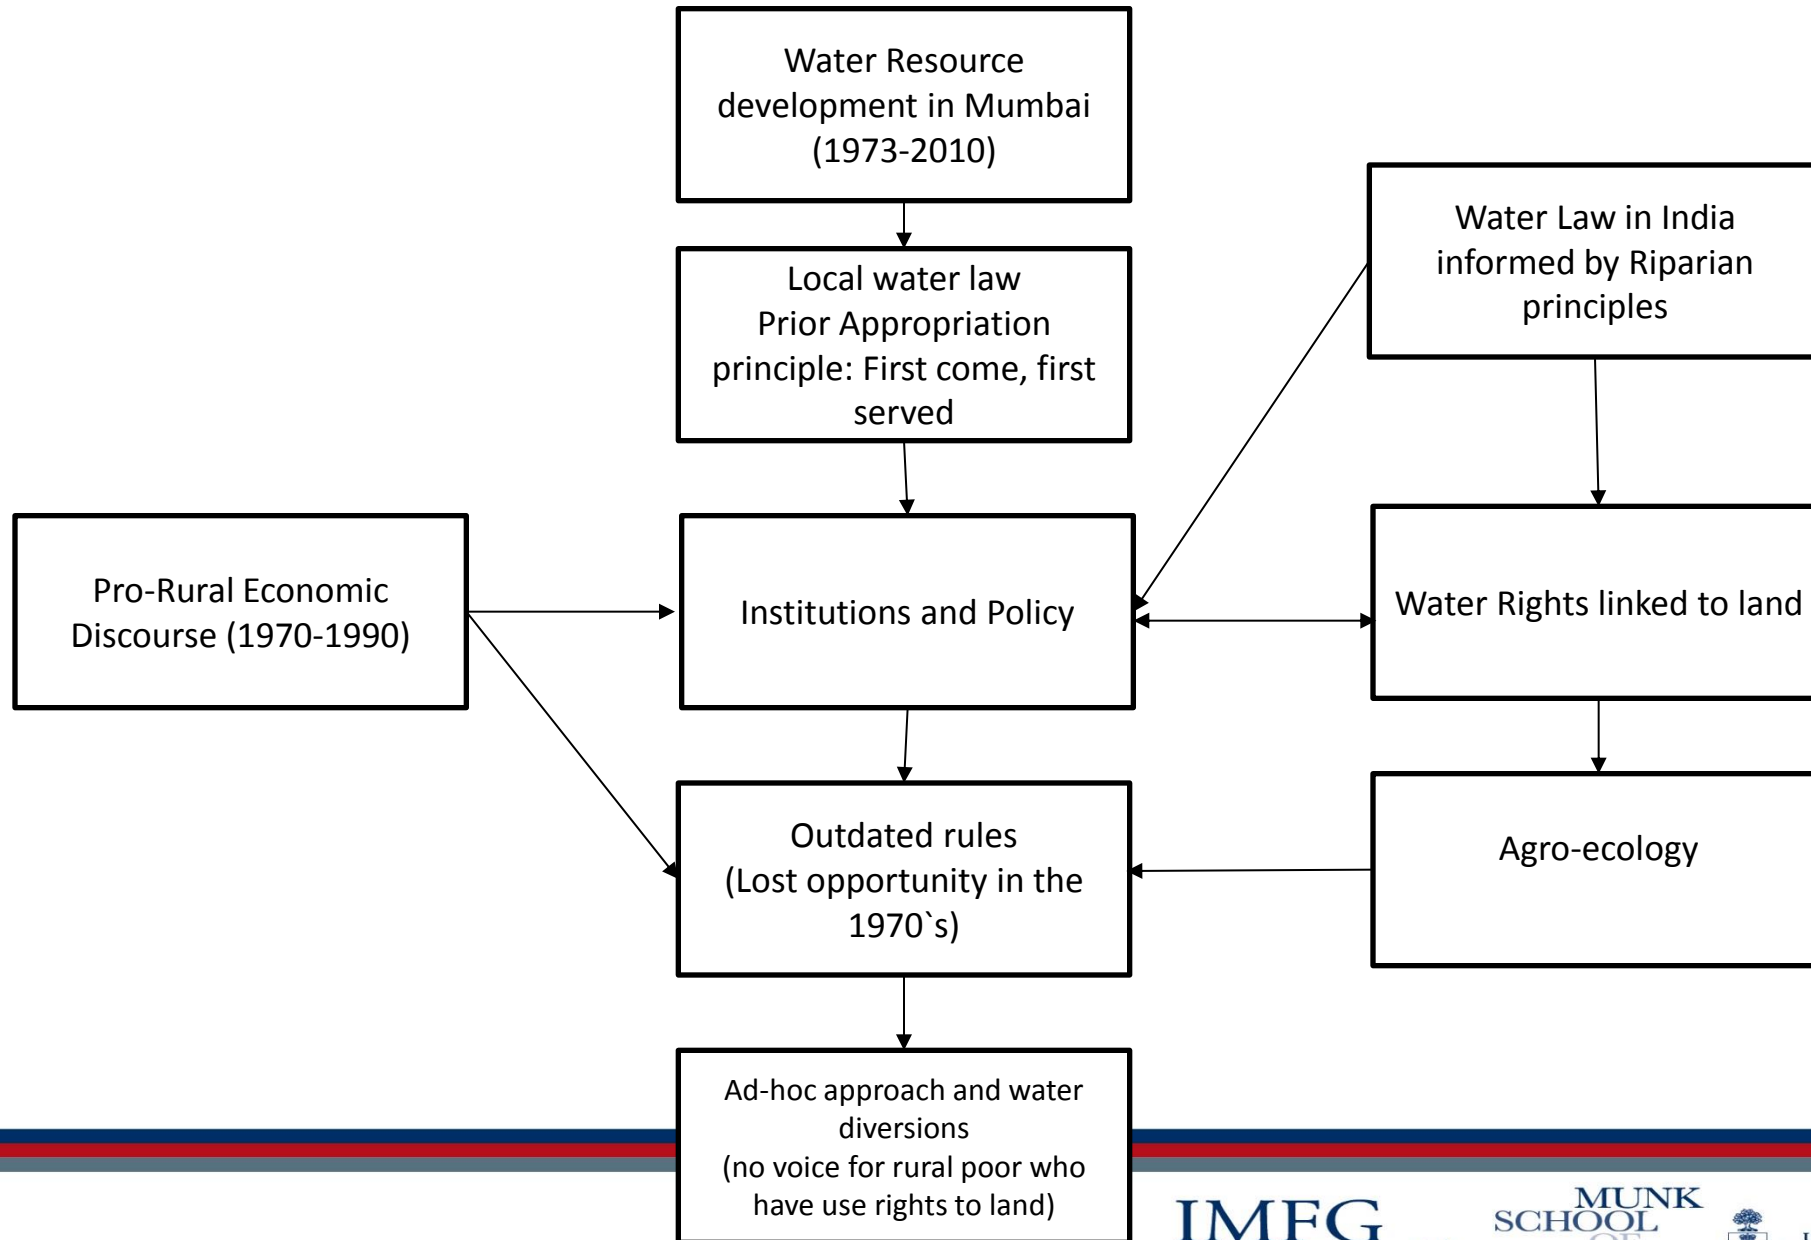 Water Resource
development in Mumbai
(1973-2010)
Local water law
Prior Appropriation
principle: First come, first
served
Water Law in India
informed by Riparian
principles
Pro-Rural Economic
Discourse (1970-1990)
Institutions and Policy
Water Rights linked to land
Outdated rules
(Lost opportunity in the
1970`s)
Agro-ecology
Ad-hoc approach and water
diversions
(no voice for rural poor who
have use rights to land)
IMFG
MUNK
SCHOOL
OF